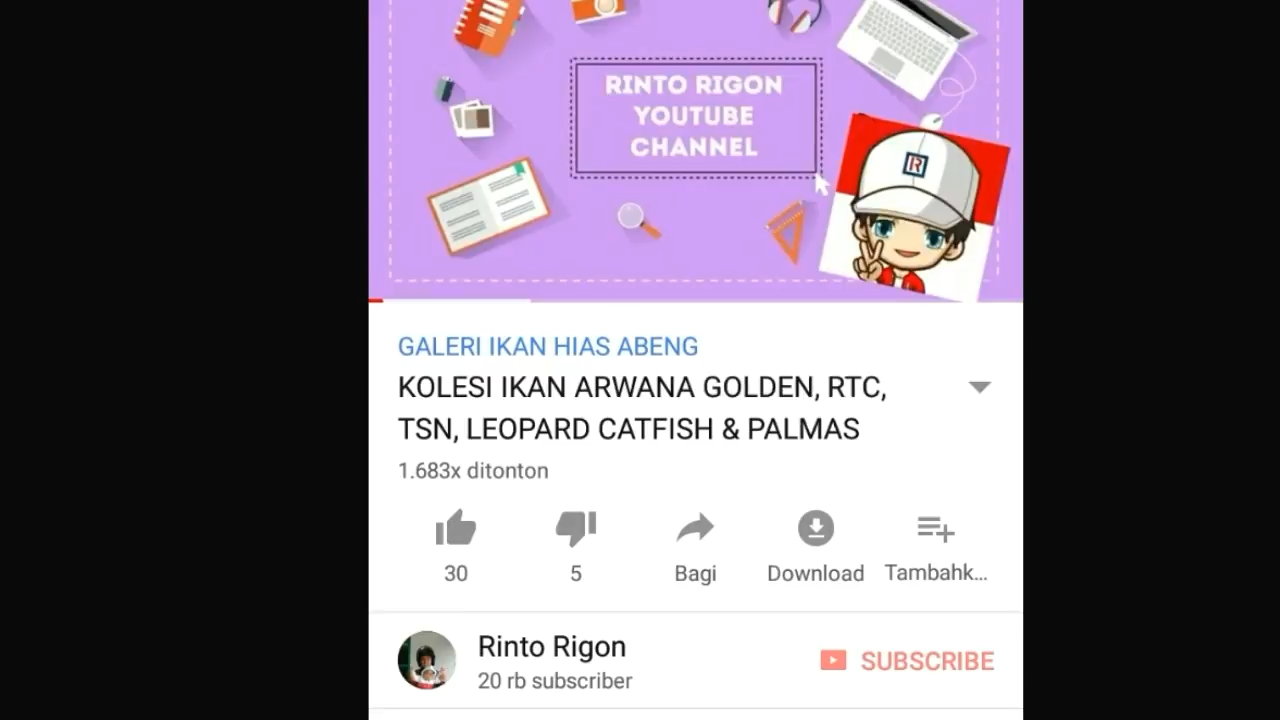 RINTO RIGON
YOUTUBE
CHANNEL
R
GALERI IKAN HIAS ABENG
KOLESI IKAN ARWANA GOLDEN, RTC,
TSN, LEOPARD CATFISH & PALMAS
1.683x ditonton
30 5 Bagi Download Tambahk...
Rinto Rigon
20 rb subscriber
SUBSCRIBE